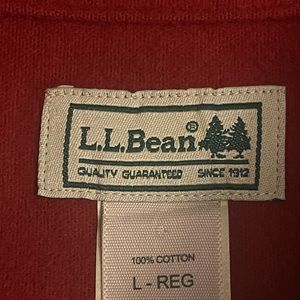 L.L.Bean®
QUALITY GUARANTEED SINCE 1912
100% COTTON
L - REG